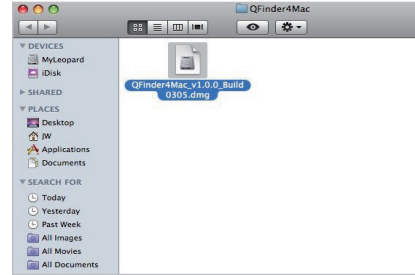 QFinder4Mac
DEVICES
MyLeopard
iDisk
SHARED
PLACES
Desktop
JW
Applications
Documents
SEARCH FOR
Today
Yesterday
Past Week
All Images
All Movies
All Documents
QFinder4Mac_v1.0.0_Build
0305.dmg